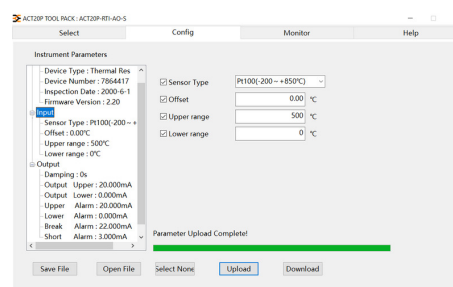 ACT20P TOOL PACK : ACT20P-RTI-AO-S
Select Config Monitor Help
Instrument Parameters
Device Type : Thermal Res
Device Number : 7864417
Inspection Date : 2000-6-1
Firmware Version : 2.20
Input
Sensor Type : Pt100(-200 ~ +
Offset : 0.00℃
Upper range : 500℃
Lower range : 0℃
Output
Damping : 0s
Output Upper : 20.000mA
Output Lower : 0.000mA
Upper Alarm : 20.000mA
Lower Alarm : 0.000mA
Break Alarm : 22.000mA
Short Alarm : 3.000mA
Sensor Type Pt100(-200 ~ +850℃)
Offset 0.00 ℃
Upper range 500 ℃
Lower range 0 ℃
Parameter Upload Complete!
Save File Open File Select None Upload Download